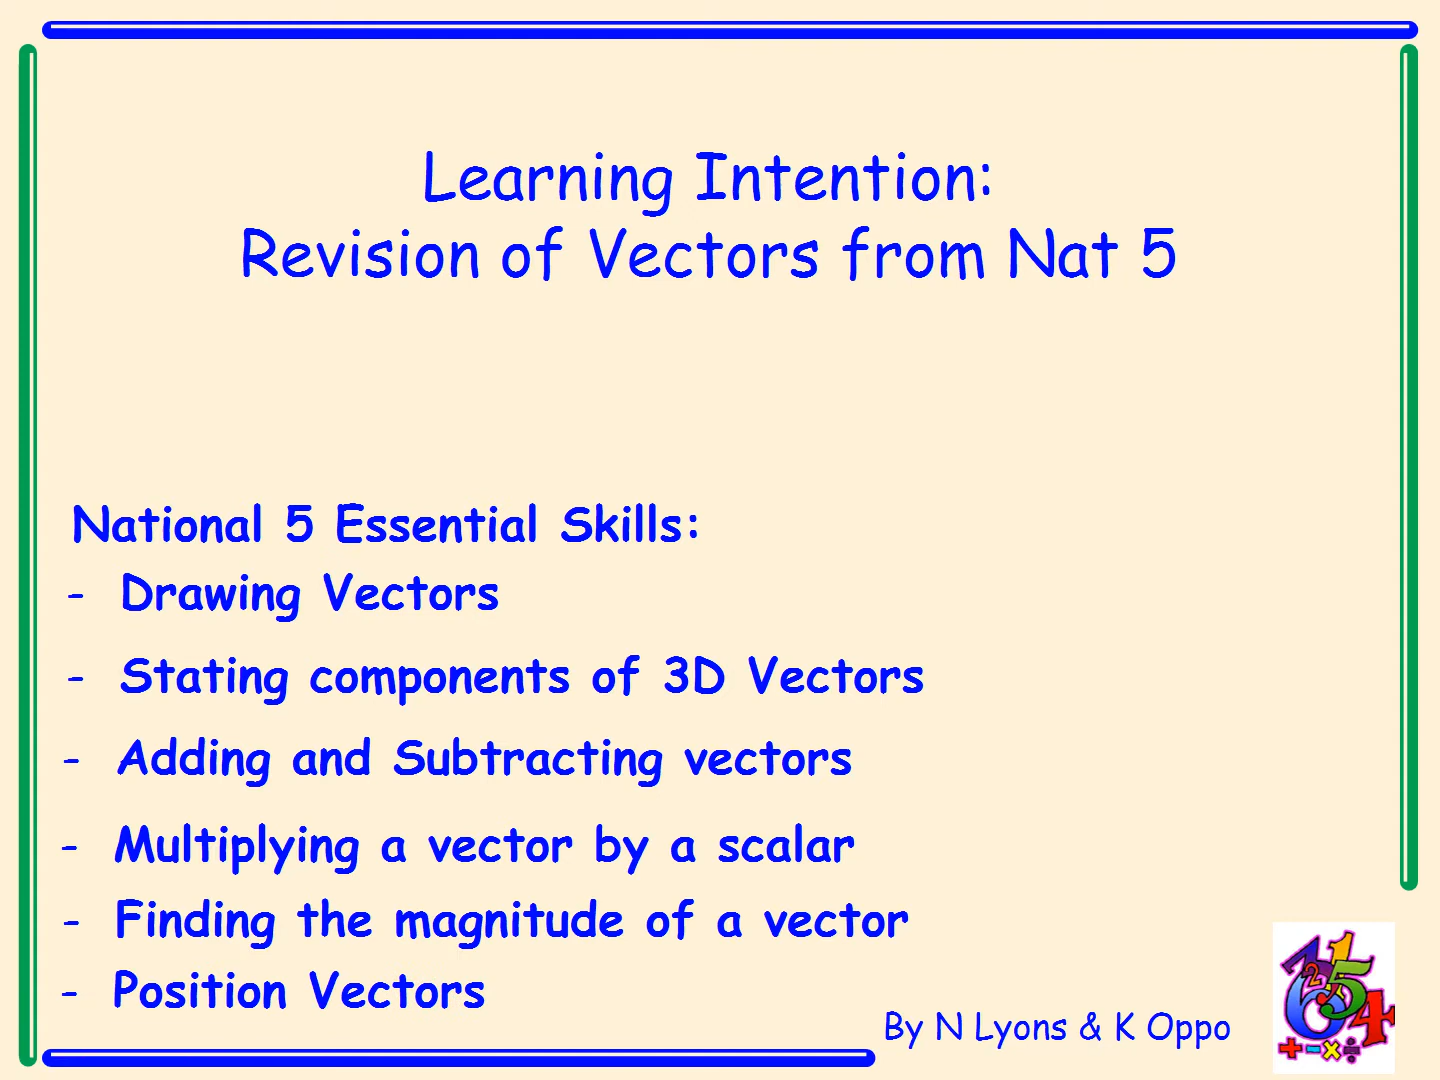 Learning Intention:
Revision of Vectors from Nat 5
National 5 Essential Skills:
- Drawing Vectors
- Stating components of 3D Vectors
- Adding and Subtracting vectors
- Multiplying a vector by a scalar
- Finding the magnitude of a vector
- Position Vectors
By N Lyons & K Oppo